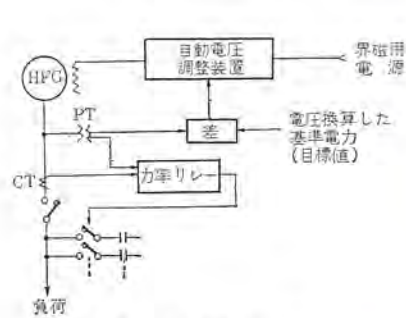 自動電圧
調整装置
界磁用
電源
HFG
PT
差
電圧換算した
基準電力
(目標値)
CT
力率リレー
負荷